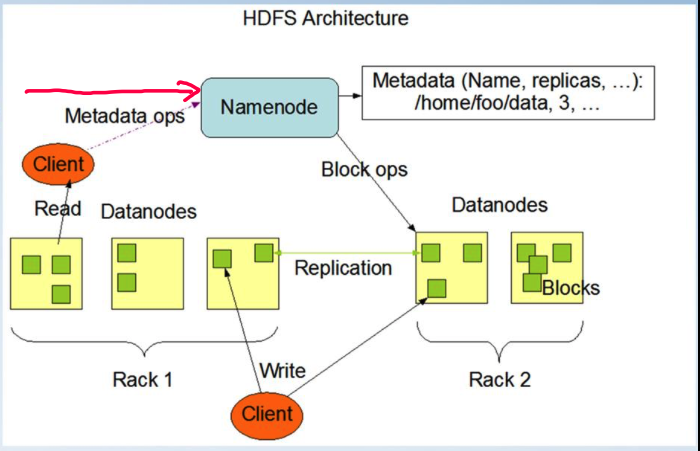 HDFS Architecture
Namenode
Metadata (Name, replicas, …):
/home/foo/data, 3, …
Metadata ops
Client
Block ops
Read
Datanodes
Datanodes
Replication
Blocks
Rack 1
Write
Rack 2
Client